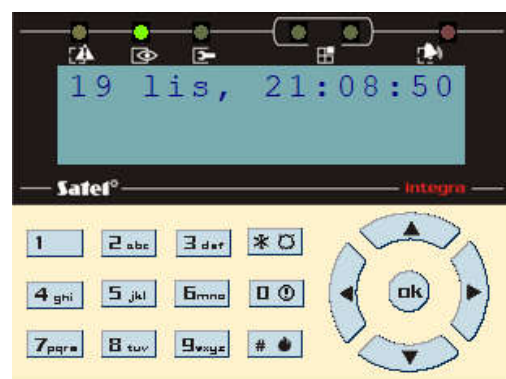 19 lis, 21:08:50
Satel
integra
1 2 abc 3 def *
4 ghi 5 jkl 6 mno 0
7 pqrs 8 tuv 9 wxyz #
ok